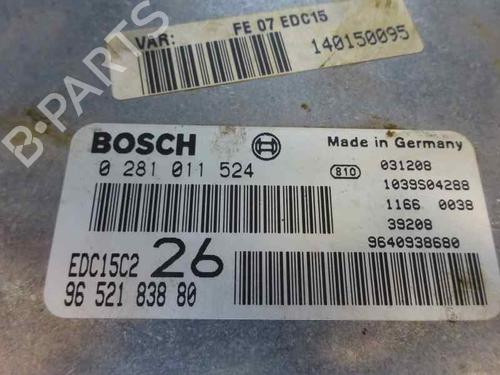 VAR: FE 07 EDC15
140150095
B-PARTS
BOSCH
0 281 011 524
Made in Germany
810 031208
1039S04288
1166 0038
39208
9640938680
EDC15C2 26
96 521 838 80